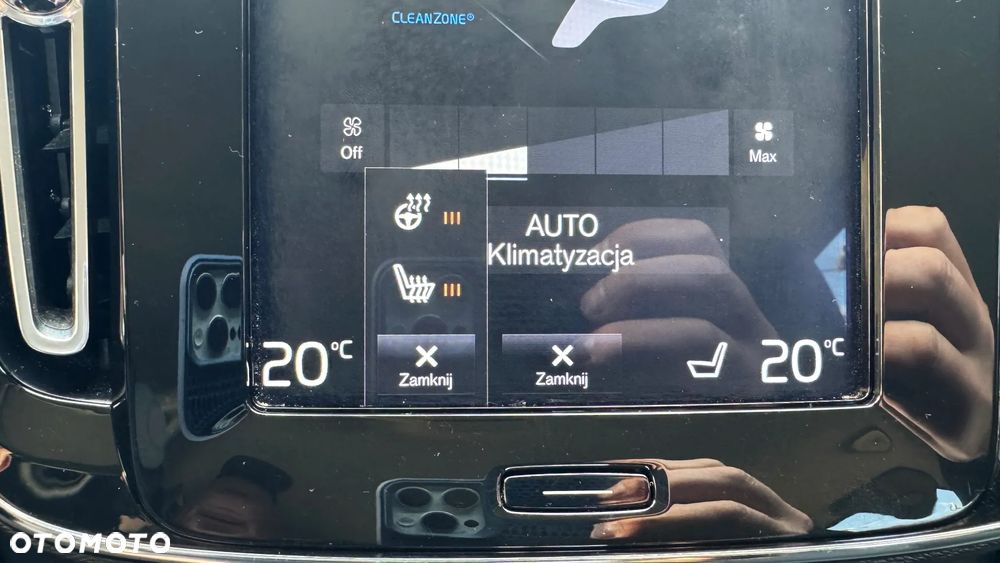 CLEANZONE®
Off
Max
AUTO
Klimatyzacja
20°C
Zamknij
Zamknij
20°C
OTOMOTO